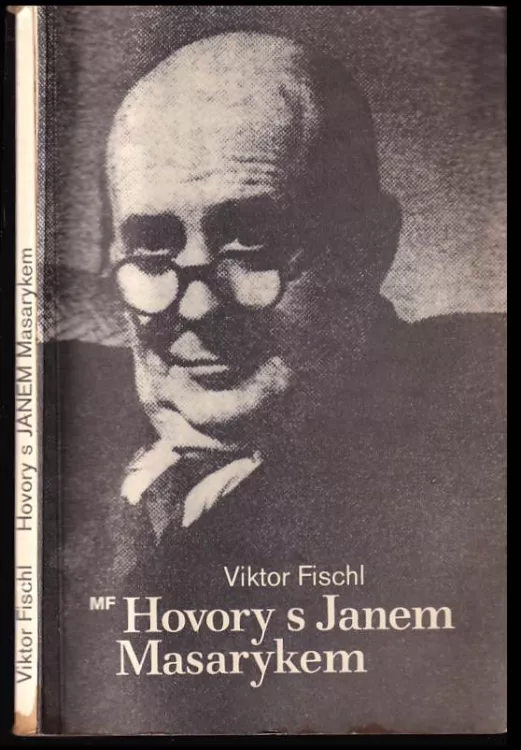 Viktor Fischl Hovory s JANEM Masarykem
Viktor Fischl
MF Hovory s Janem
Masarykem